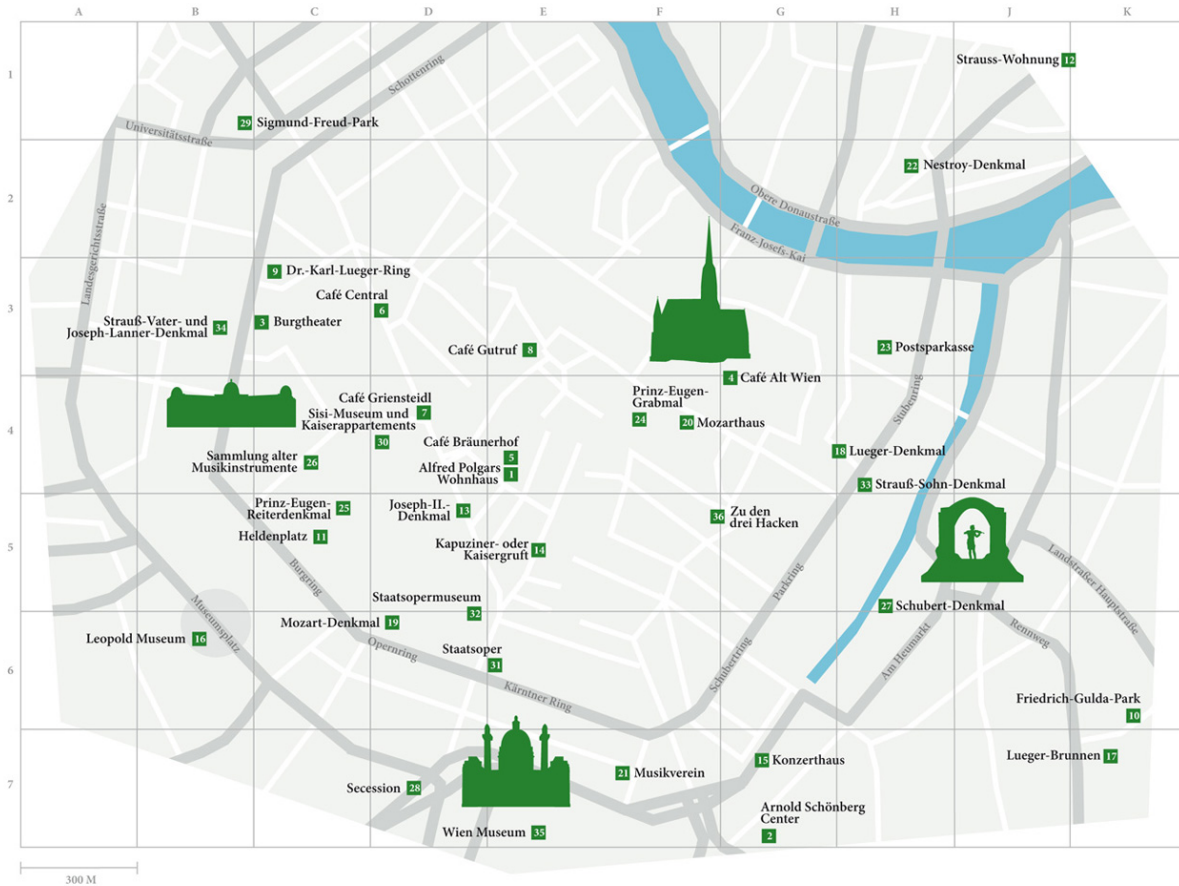 A B C D E F G H J K
1
Strauss-Wohnung 12
Schottenring
29 Sigmund-Freud-Park
Universitätsstraße
22 Nestroy-Denkmal
2
Obere Donaustraße
Franz-Josefs-Kai
Landesgerichtsstraße
9 Dr.-Karl-Lueger-Ring
Café Central
6
3
Strauß-Vater- und
Joseph-Lanner-Denkmal 34
3 Burgtheater
Café Gutruf 8
23 Postsparkasse
4 Café Alt Wien
Stubenring
Prinz-Eugen-
Grabmal
24
20 Mozarthaus
Café Griensteidl
7
Sisi-Museum und
Kaiserappartements
30
4
Café Bräunerhof
5
Alfred Polgars
Wohnhaus 1
18 Lueger-Denkmal
Sammlung alter
Musikinstrumente 26
33 Strauß-Sohn-Denkmal
Prinz-Eugen-
Reiterdenkmal 25
Joseph-II.-
Denkmal 13
36 Zu den
drei Hacken
Heldenplatz 11
Kapuziner- oder
Kaisergruft 14
5
Landstraßer Hauptstraße
Parkring
Burgring
Staatsopermuseum
32
27 Schubert-Denkmal
Museumsplatz
Mozart-Denkmal 19
Rennweg
Leopold Museum 16
Opernring
Staatsoper
31
Am Heumarkt
Schubertring
6
Kärntner Ring
Friedrich-Gulda-Park
10
Lueger-Brunnen 17
15 Konzerthaus
21 Musikverein
Secession 28
7
Arnold Schönberg
Center
2
Wien Museum 35
300 M